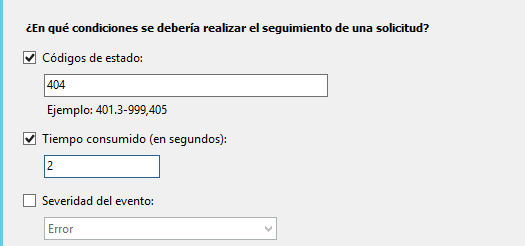 ¿En qué condiciones se debería realizar el seguimiento de una solicitud?
Códigos de estado:
404
Ejemplo: 401.3-999,405
Tiempo consumido (en segundos):
2
Severidad del evento:
Error